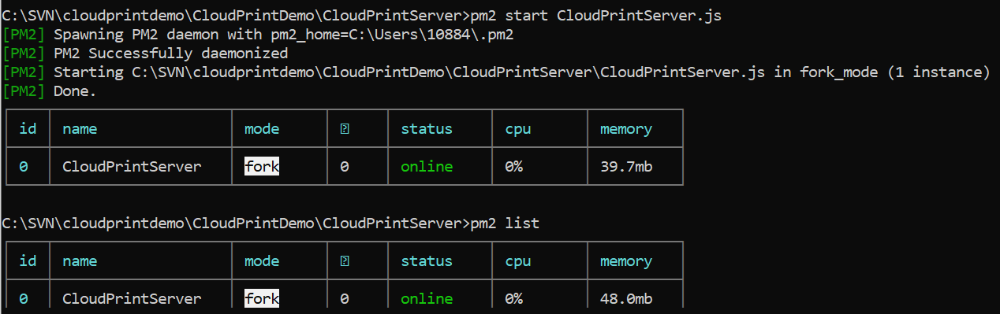 C:\SVN\cloudprintdemo\CloudPrintDemo\CloudPrintServer>pm2 start CloudPrintServer.js
[PM2] Spawning PM2 daemon with pm2_home=C:\Users\10884\.pm2
[PM2] PM2 Successfully daemonized
[PM2] Starting C:\SVN\cloudprintdemo\CloudPrintDemo\CloudPrintServer\CloudPrintServer.js in fork_mode (1 instance)
[PM2] Done.
id name mode status cpu memory
0 CloudPrintServer fork 0 online 0% 39.7mb
C:\SVN\cloudprintdemo\CloudPrintDemo\CloudPrintServer>pm2 list
id name mode status cpu memory
0 CloudPrintServer fork 0 online 0% 48.0mb